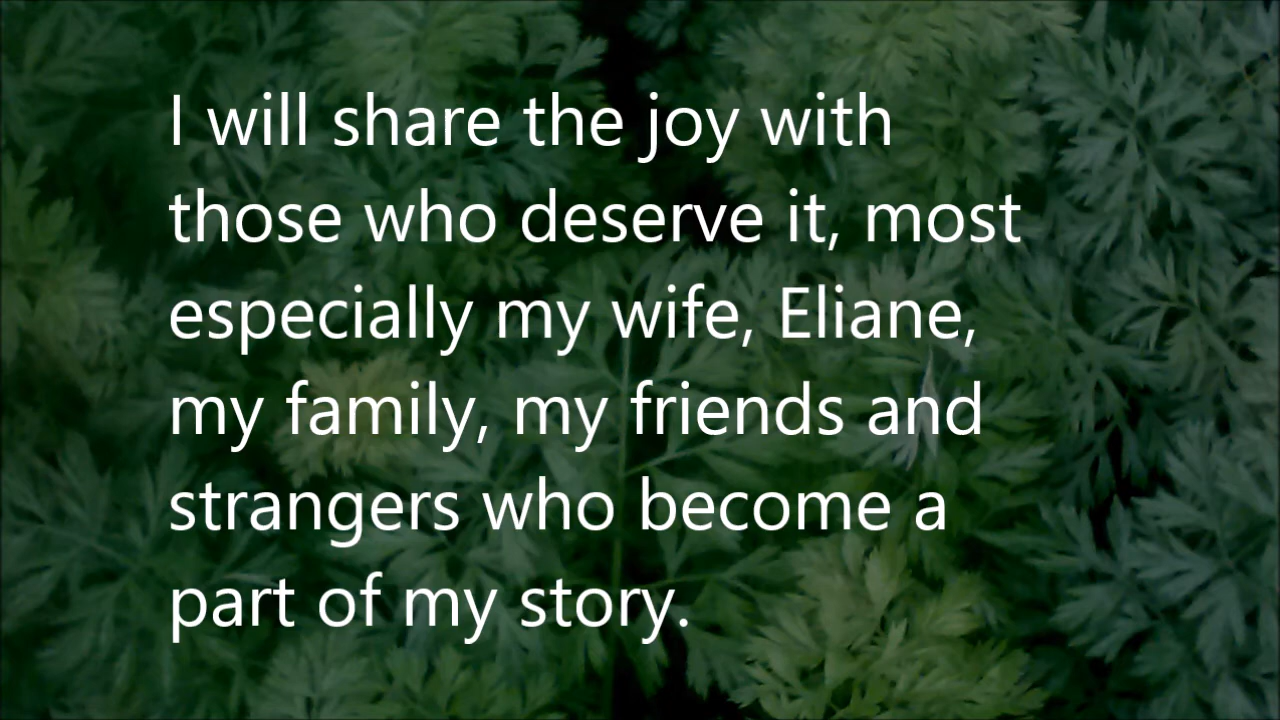 I will share the joy with
those who deserve it, most
especially my wife, Eliane,
my family, my friends and
strangers who become a
part of my story.